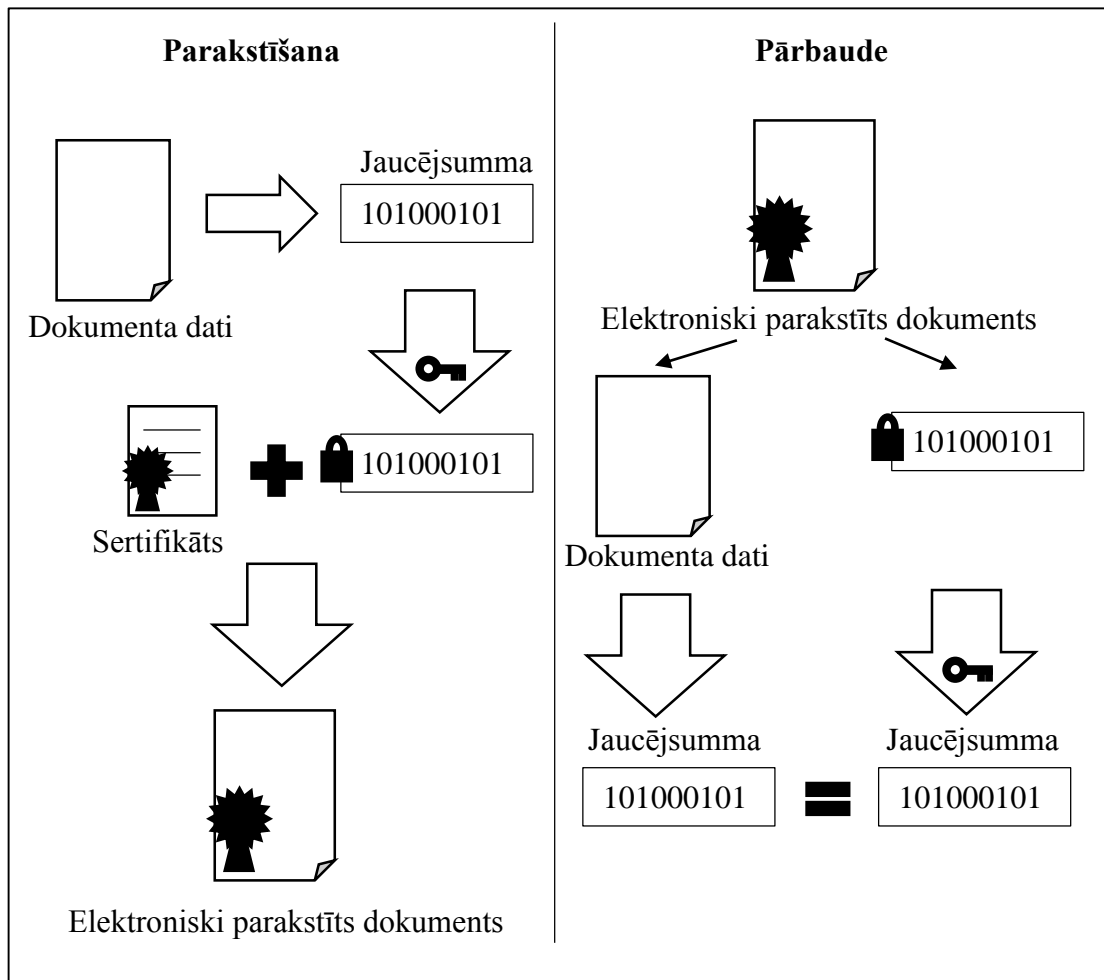 Parakstīšana
Jaucējsumma
101000101
Dokumenta dati
101000101
Sertifikāts
Elektroniski parakstīts dokuments
Pārbaude
Elektroniski parakstīts dokuments
101000101
Dokumenta dati
Jaucējsumma
Jaucējsumma
101000101
101000101